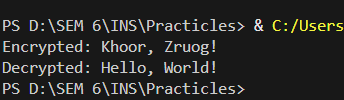 PS D:\SEM 6\INS\Practicles> & C:/Users
Encrypted: Khoor, Zruog!
Decrypted: Hello, World!
PS D:\SEM 6\INS\Practicles>